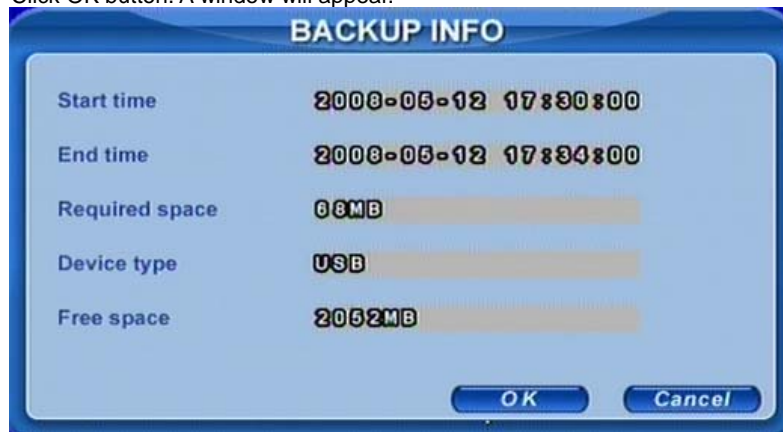 Click OK button. A window will appear.
BACKUP INFO
Start time 2008-05-12 17:30:00
End time 2008-05-12 17:34:00
Required space 68MB
Device type USB
Free space 2052MB
OK Cancel